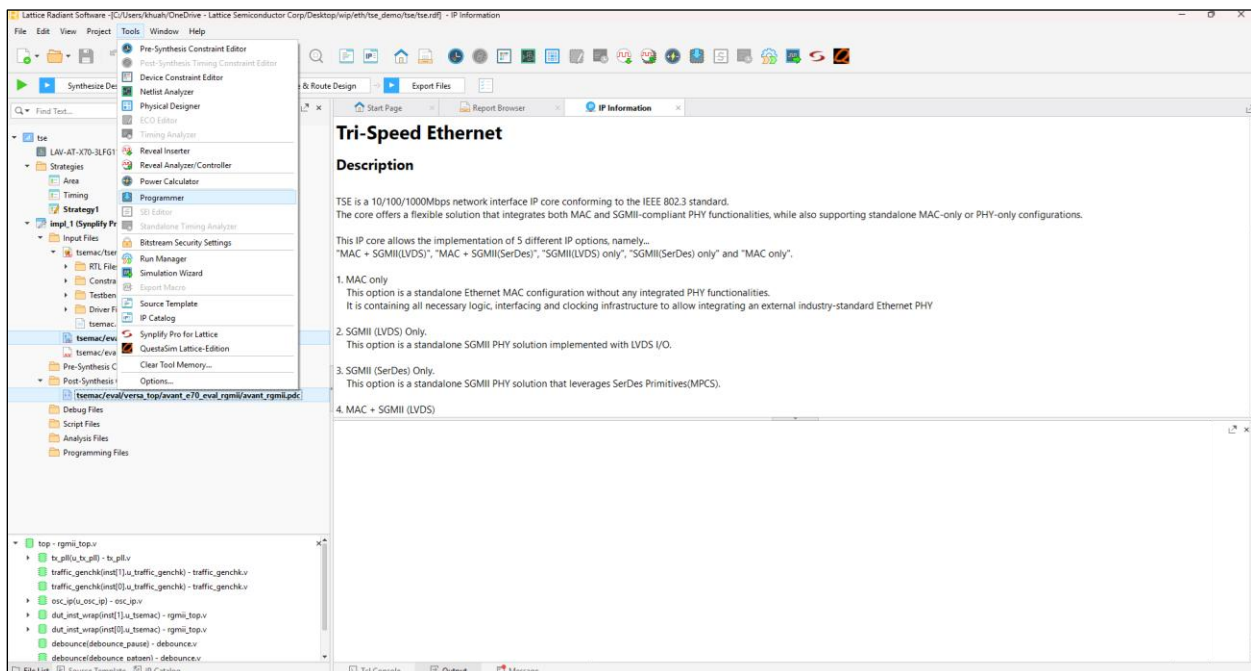 Lattice Radiant Software -[C:/Users/khuah/OneDrive - Lattice Semiconductor Corp/Desktop/wip/eth/tse_demo/tse/tse.rdf] - IP Information
File Edit View Project Tools Window Help
Synthesize De
& Route Design
Export Files
Pre-Synthesis Constraint Editor
Post-Synthesis Timing Constraint Editor
Device Constraint Editor
Netlist Analyzer
Physical Designer
ECO Editor
Timing Analyzer
Reveal Inserter
Reveal Analyzer/Controller
Power Calculator
Programmer
SEI Editor
Standalone Timing Analyzer
Bitstream Security Settings
Run Manager
Simulation Wizard
Export Macro
Source Template
IP Catalog
Synplify Pro for Lattice
QuestaSim Lattice-Edition
Clear Tool Memory...
Options...
Find Text...
tse
LAV-AT-X70-3LFG1
Strategies
Area
Timing
Strategy1
impl_1 (Synplify Pr
Input Files
tsemac/tse
RTL File
Constra
Testben
Driver Fi
tsemac.
tsemac/eva
tsemac/eva
Pre-Synthesis C
Post-Synthesis
tsemac/eval/versa_top/avant_e70_eval_rgmii/avant_rgmii.pdc
Debug Files
Script Files
Analysis Files
Programming Files
top - rgmii_top.v
tx_pll(u_tx_pll) - tx_pll.v
traffic_genchk(inst[1].u_traffic_genchk) - traffic_genchk.v
traffic_genchk(inst[0].u_traffic_genchk) - traffic_genchk.v
osc_ip(u_osc_ip) - osc_ip.v
dut_inst_wrap(inst[1].u_tsemac) - rgmii_top.v
dut_inst_wrap(inst[0].u_tsemac) - rgmii_top.v
debounce(debounce_pause) - debounce.v
debounce(debounce_patgen) - debounce.v
File List Source Template IP Catalog
Start Page Report Browser IP Information
Tri-Speed Ethernet
Description
TSE is a 10/100/1000Mbps network interface IP core conforming to the IEEE 802.3 standard.
The core offers a flexible solution that integrates both MAC and SGMII-compliant PHY functionalities, while also supporting standalone MAC-only or PHY-only configurations.
This IP core allows the implementation of 5 different IP options, namely...
"MAC + SGMII(LVDS)", "MAC + SGMII(SerDes)", "SGMII(LVDS) only", "SGMII(SerDes) only" and "MAC only".
1. MAC only
This option is a standalone Ethernet MAC configuration without any integrated PHY functionalities.
It is containing all necessary logic, interfacing and clocking infrastructure to allow integrating an external industry-standard Ethernet PHY
2. SGMII (LVDS) Only.
This option is a standalone SGMII PHY solution implemented with LVDS I/O.
3. SGMII (SerDes) Only.
This option is a standalone SGMII PHY solution that leverages SerDes Primitives(MPCS).
4. MAC + SGMII (LVDS)
Tcl Console Output Message